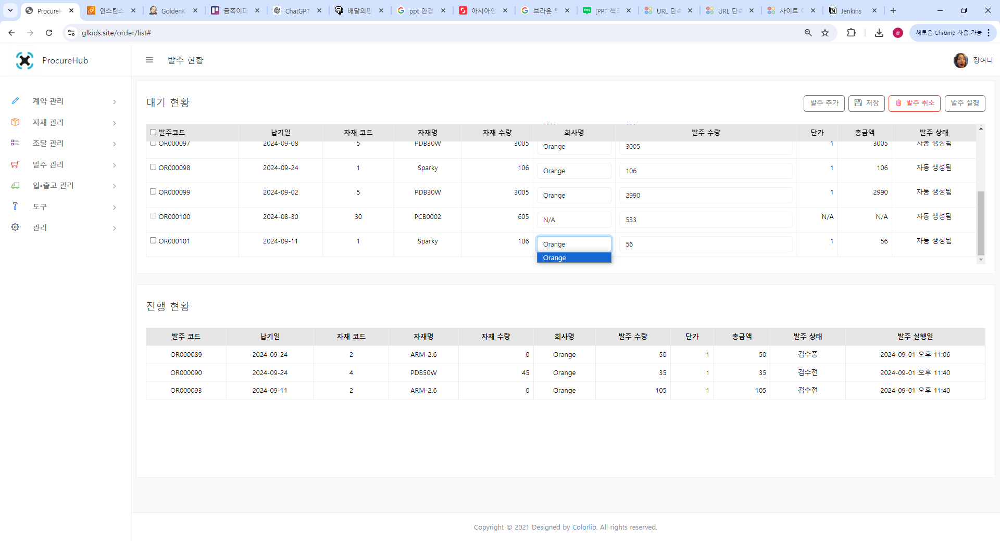 ProcureH
인스턴스
GoldenK
금쪽이파
ChatGPT
배달의민
ppt 안경
아시아인
브라운 턱
[PPT 색
URL 단축
URL 단축
사이트
Jenkins
glkids.site/order/list#
새로운 Chrome 사용 가능
ProcureHub
발주 현황
장여니
계약 관리
자재 관리
조달 관리
발주 관리
입•출고 관리
도구
관리
대기 현황
발주 추가 저장 발주 취소 발주 실행
발주코드 납기일 자재 코드 자재명 자재 수량 회사명 발주 수량 단가 총금액 발주 상태
OR000097 2024-09-08 5 PDB30W 3005 Orange 3005 1 3005 자동 생성됨
OR000098 2024-09-24 1 Sparky 106 Orange 106 1 106 자동 생성됨
OR000099 2024-09-02 5 PDB30W 3005 Orange 2990 1 2990 자동 생성됨
OR000100 2024-08-30 30 PCB0002 605 N/A 533 N/A N/A 자동 생성됨
OR000101 2024-09-11 1 Sparky 106 Orange 56 1 56 자동 생성됨
Orange
진행 현황
발주 코드 납기일 자재 코드 자재명 자재 수량 회사명 발주 수량 단가 총금액 발주 상태 발주 실행일
OR000089 2024-09-24 2 ARM-2.6 0 Orange 50 1 50 검수중 2024-09-01 오후 11:06
OR000090 2024-09-24 4 PDB50W 45 Orange 35 1 35 검수전 2024-09-01 오후 11:40
OR000093 2024-09-11 2 ARM-2.6 0 Orange 105 1 105 검수전 2024-09-01 오후 11:40
Copyright © 2021 Designed by Colorlib. All rights reserved.